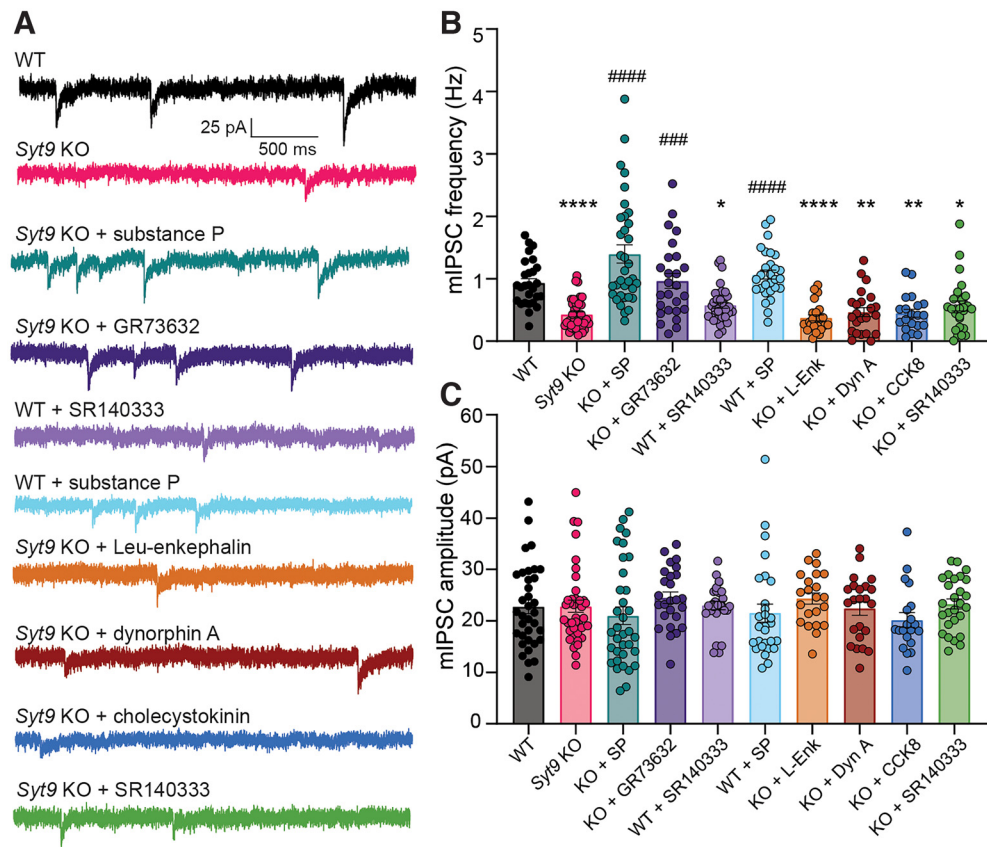 A
WT
25 pA
500 ms
Syt9 KO
Syt9 KO + substance P
Syt9 KO + GR73632
WT + SR140333
WT + substance P
Syt9 KO + Leu-enkephalin
Syt9 KO + dynorphin A
Syt9 KO + cholecystokinin
Syt9 KO + SR140333
B
mIPSC frequency (Hz)
5
4
3
2
1
0
####
###
####
**** * **** ** ** *
WT
Syt9 KO
KO + SP
KO + GR73632
WT + SR140333
WT + SP
KO + L-Enk
KO + Dyn A
KO + CCK8
KO + SR140333
C
mIPSC amplitude (pA)
60
50
40
30
20
10
0
WT
Syt9 KO
KO + SP
KO + GR73632
WT + SR140333
WT + SP
KO + L-Enk
KO + Dyn A
KO + CCK8
KO + SR140333